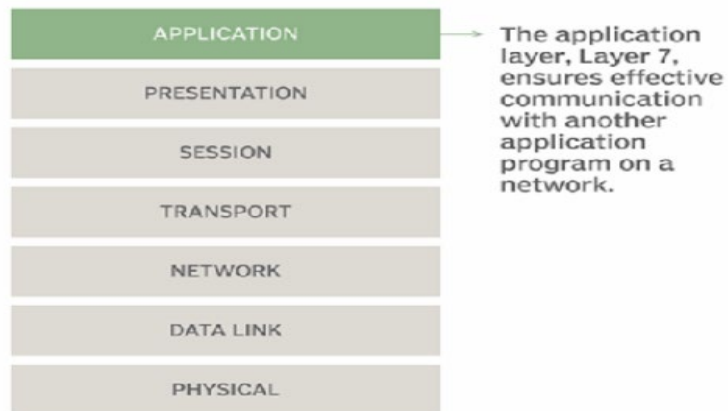 APPLICATION
The application
layer, Layer 7,
ensures effective
communication
with another
application
program on a
network.
PRESENTATION
SESSION
TRANSPORT
NETWORK
DATA LINK
PHYSICAL